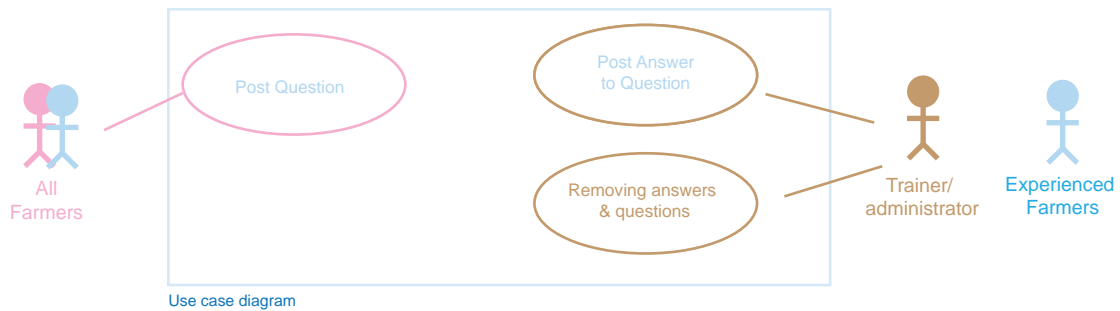 Post Question
Post Answer
to Question
Removing answers
& questions
All
Farmers
Trainer/
administrator
Experienced
Farmers
Use case diagram